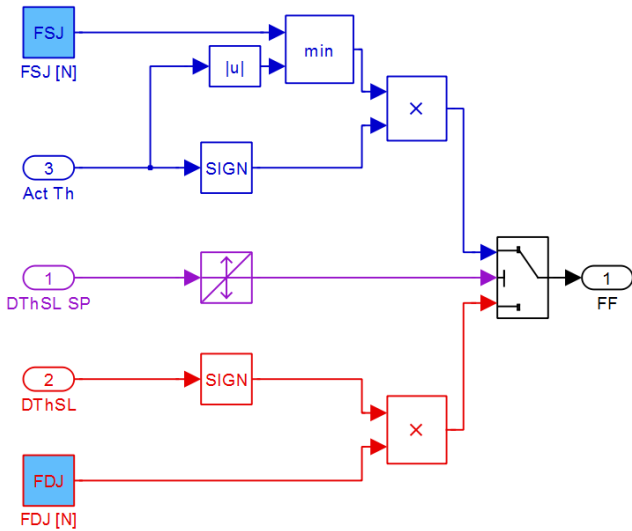 FSJ
FSJ [N]
|u|
min
×
3
Act Th
SIGN
1
DThSL SP
1
FF
2
DThSL
SIGN
×
FDJ
FDJ [N]